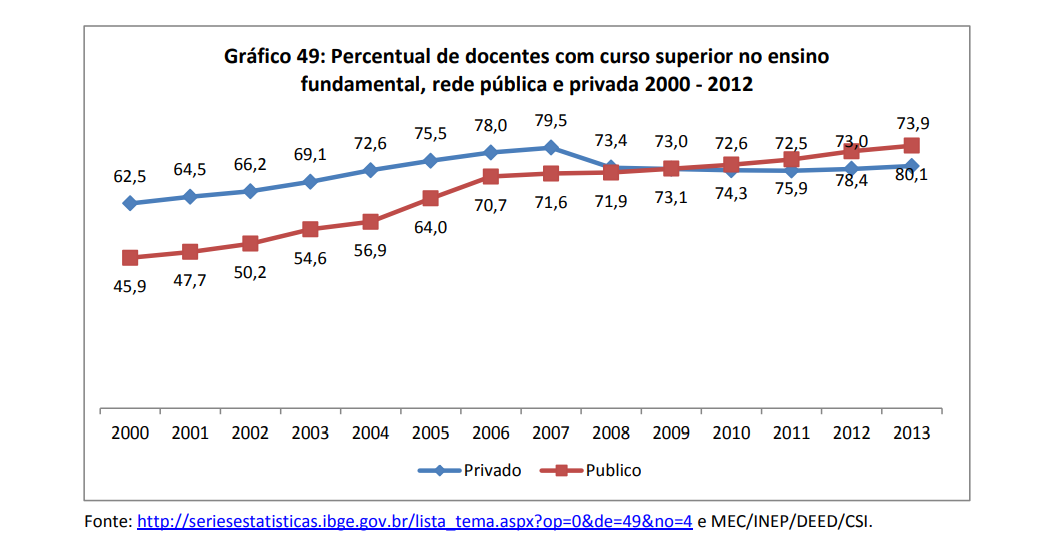 Gráfico 49: Percentual de docentes com curso superior no ensino
fundamental, rede pública e privada 2000 - 2012
62,5 64,5 66,2 69,1 72,6 75,5 78,0 79,5 73,4 73,0 72,6 72,5 73,0 73,9
45,9 47,7 50,2 54,6 56,9 64,0 70,7 71,6 71,9 73,1 74,3 75,9 78,4 80,1
2000 2001 2002 2003 2004 2005 2006 2007 2008 2009 2010 2011 2012 2013
Privado Publico
Fonte: http://seriesestatisticas.ibge.gov.br/lista_tema.aspx?op=0&de=49&no=4 e MEC/INEP/DEED/CSI.